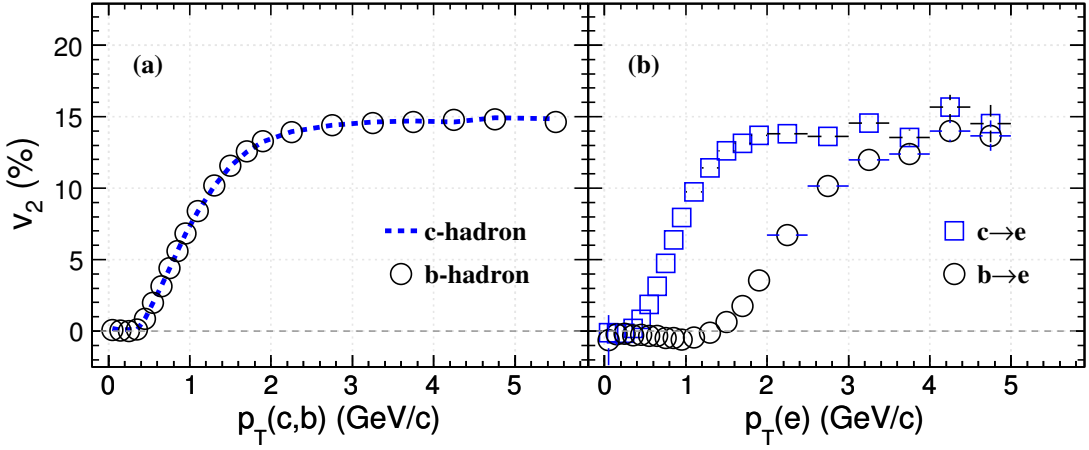 (a)
(b)
20
15
10
5
0
v2 (%)
c-hadron
b-hadron
c→e
b→e
0 1 2 3 4 5
0 1 2 3 4 5
pT(c,b) (GeV/c)
pT(e) (GeV/c)